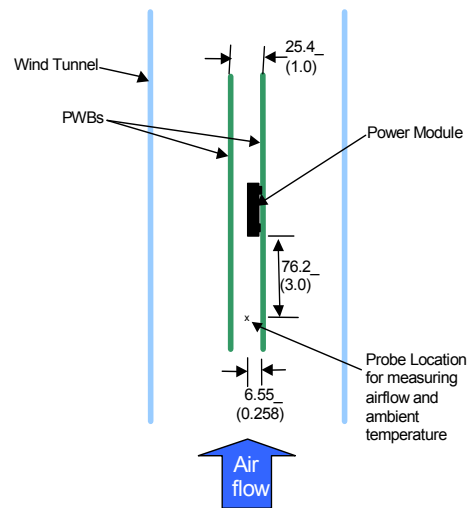 25.4_
(1.0)
Wind Tunnel
PWBs
Power Module
76.2_
(3.0)
x
Probe Location
for measuring
airflow and
ambient
temperature
6.55_
(0.258)
Air
flow